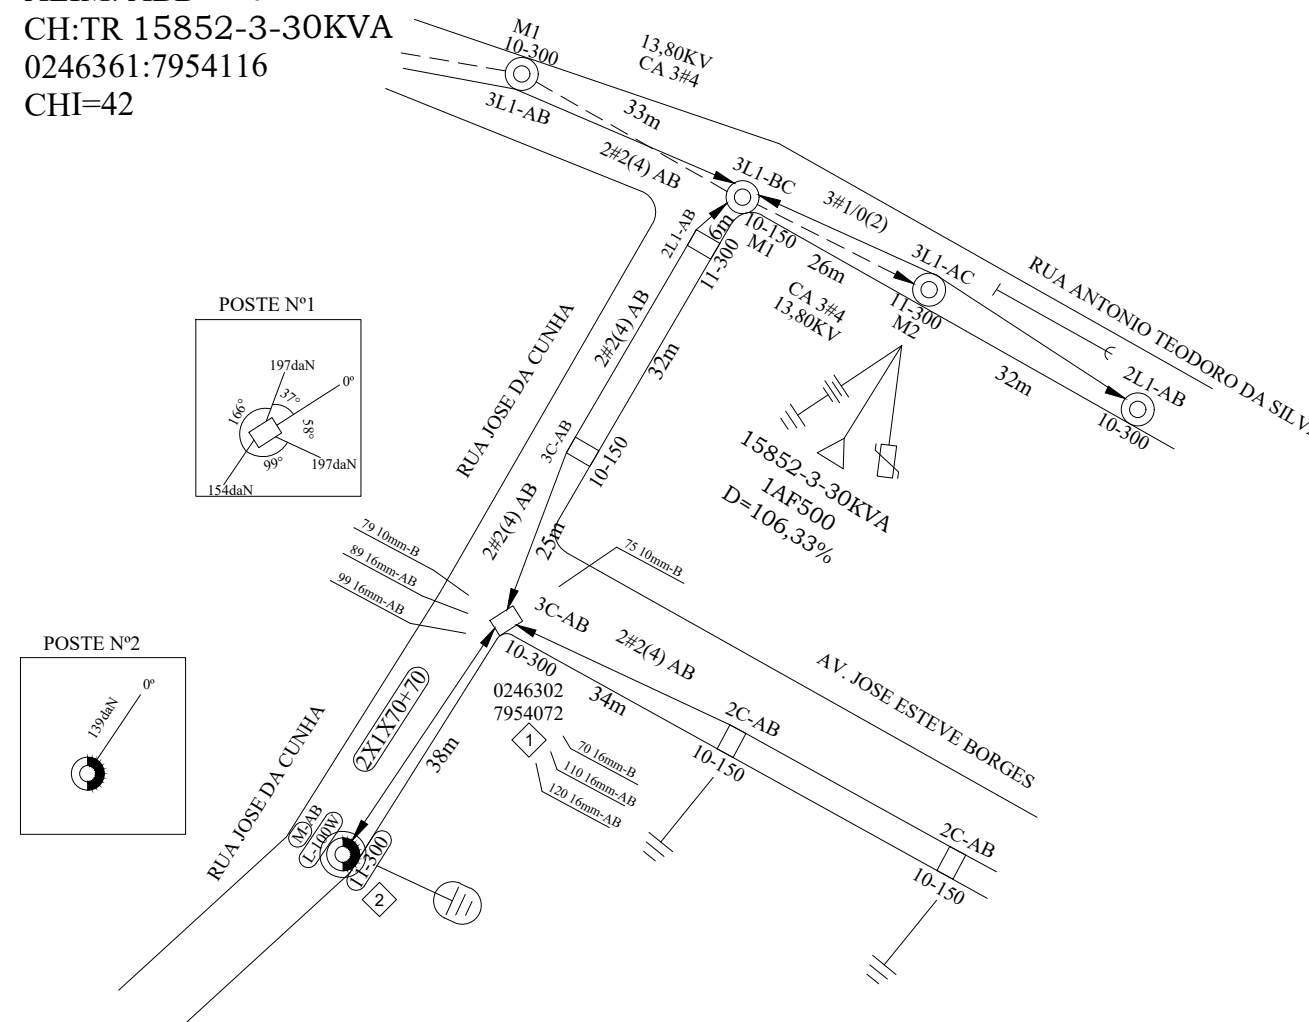 CH:TR 15852-3-30KVA
0246361:7954116
CHI=42
M1
10-300
13,80KV
CA 3#4
3L1-AB
33m
2#2(4) AB
3L1-BC
3#1/0(2)
2L1-AB
6m
10-150
M1
11-300
26m
3L1-AC
RUA ANTONIO TEODORO DA SILVA
CA 3#4
13,80KV
11-300
M2
32m
2L1-AB
10-300
POSTE Nº1
197daN
0º
37°
166°
58°
99°
197daN
154daN
RUA JOSE DA CUNHA
2#2(4) AB
32m
3C-AB
10-150
15852-3-30KVA
1AF500
D=106,33%
2#2(4) AB
25m
79 10mm-B
89 16mm-AB
99 16mm-AB
75 10mm-B
3C-AB
2#2(4) AB
10-300
0246302
7954072
1
34m
AV. JOSE ESTEVE BORGES
POSTE Nº2
0º
139daN
2X1X70+70
38m
70 16mm-B
110 16mm-AB
120 16mm-AB
2C-AB
10-150
RUA JOSE DA CUNHA
M-AB
L-100W
11-300
2
2C-AB
10-150